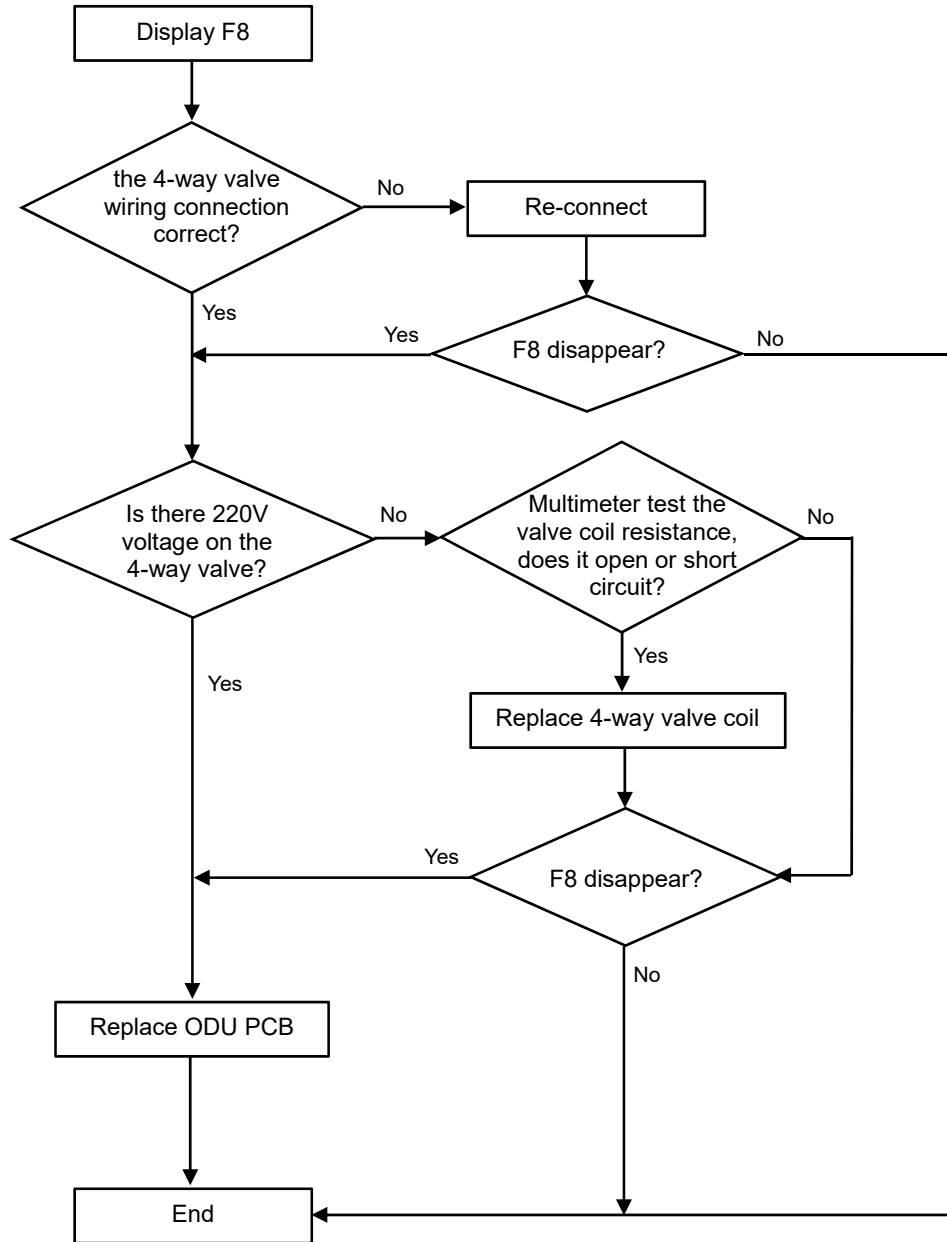 Display F8
the 4-way valve
wiring connection
correct?
No
Re-connect
Yes
Yes
F8 disappear?
No
Is there 220V
voltage on the
4-way valve?
No
Multimeter test the
valve coil resistance,
does it open or short
circuit?
No
Yes
Yes
Replace 4-way valve coil
Yes
F8 disappear?
No
Replace ODU PCB
End